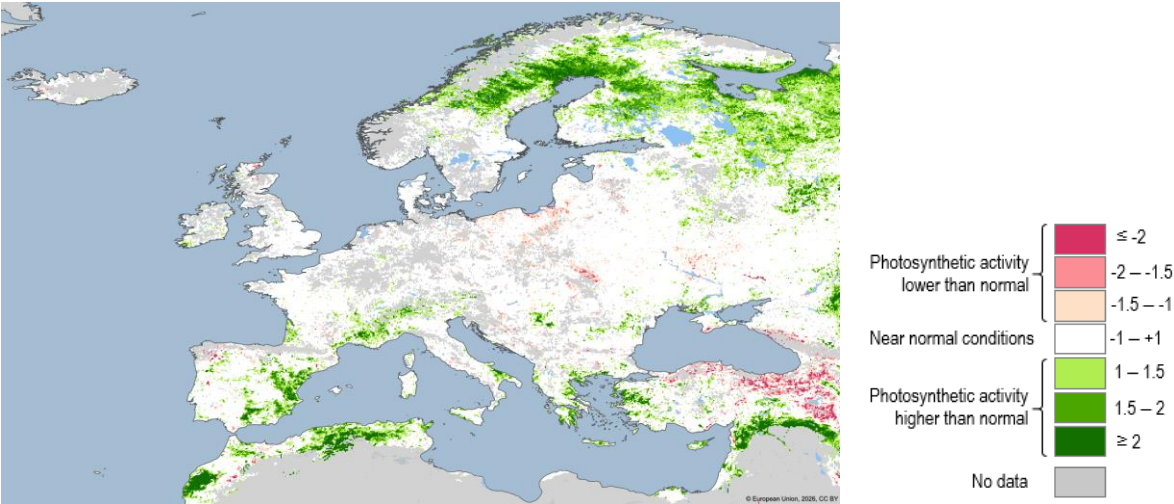 Photosynthetic activity
lower than normal
≤ -2
-2 – -1.5
-1.5 – -1
Near normal conditions
-1 – +1
Photosynthetic activity
higher than normal
1 – 1.5
1.5 – 2
≥ 2
No data
© European Union, 2026, CC BY